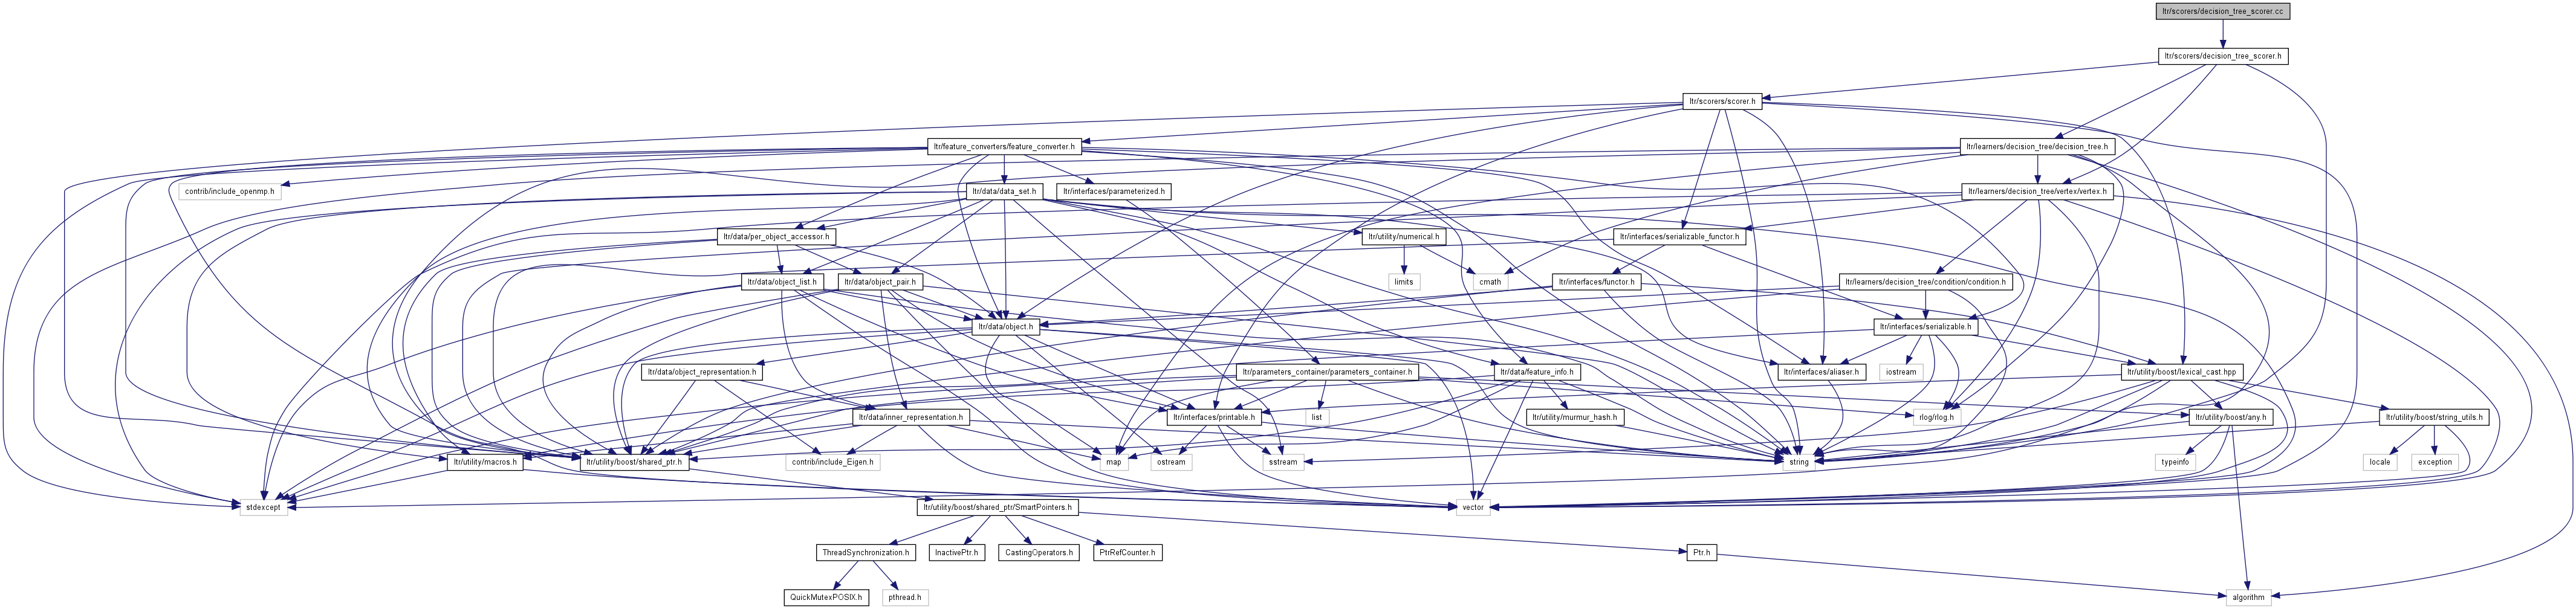 ltr/scorers/decision_tree_scorer.cc
ltr/scorers/decision_tree_scorer.h
ltr/scorers/scorer.h
ltr/feature_converters/feature_converter.h
ltr/learners/decision_tree/decision_tree.h
contrib/include_openmp.h
ltr/data/data_set.h
ltr/interfaces/parameterized.h
ltr/learners/decision_tree/vertex/vertex.h
ltr/data/per_object_accessor.h
ltr/utility/numerical.h
ltr/interfaces/serializable_functor.h
ltr/data/object_list.h
ltr/data/object_pair.h
limits
cmath
ltr/interfaces/functor.h
ltr/learners/decision_tree/condition/condition.h
ltr/data/object.h
ltr/interfaces/serializable.h
ltr/data/object_representation.h
ltr/parameters_container/parameters_container.h
ltr/data/feature_info.h
ltr/interfaces/aliaser.h
iostream
ltr/utility/boost/lexical_cast.hpp
ltr/data/inner_representation.h
ltr/interfaces/printable.h
list
ltr/utility/murmur_hash.h
rlog/rlog.h
ltr/utility/boost/any.h
ltr/utility/boost/string_utils.h
ltr/utility/macros.h
ltr/utility/boost/shared_ptr.h
contrib/include_Eigen.h
map
ostream
sstream
string
typeinfo
locale
exception
stdexcept
ltr/utility/boost/shared_ptr/SmartPointers.h
vector
ThreadSynchronization.h
InactivePtr.h
CastingOperators.h
PtrRefCounter.h
Ptr.h
QuickMutexPOSIX.h
pthread.h
algorithm